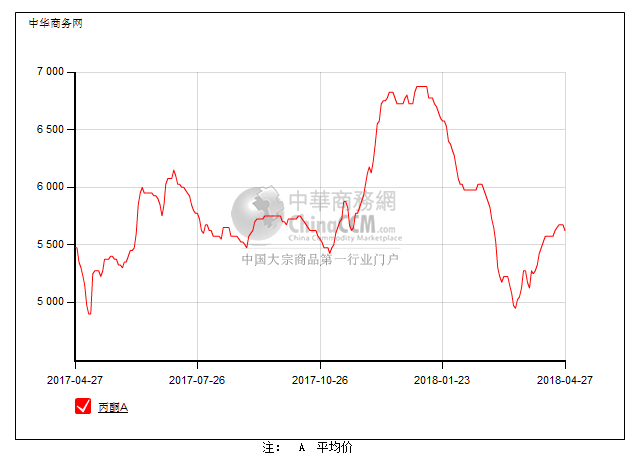 中华商务网
7 000
6 500
6 000
5 500
5 000
中華商務網
ChinaCCM.com
China Commodity Marketplace
中国大宗商品第一行业门户
2017-04-27
2017-07-26
2017-10-26
2018-01-23
2018-04-27
丙酮A
注： A 平均价